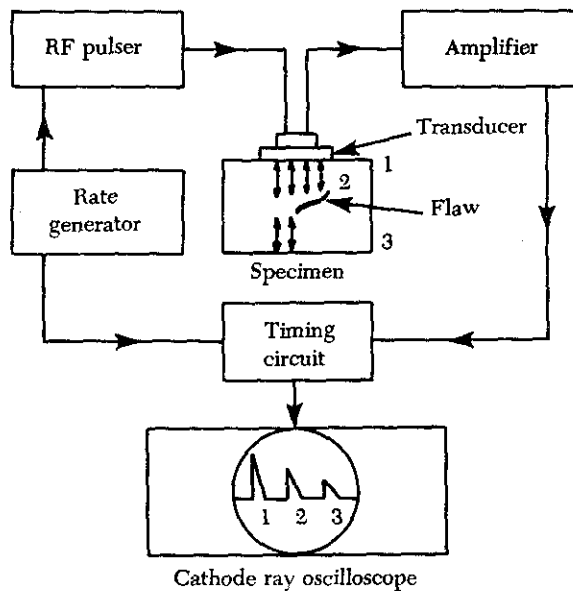 RF pulser
Amplifier
Transducer
1
2
Rate
generator
Flaw
3
Specimen
Timing
circuit
1 2 3
Cathode ray oscilloscope